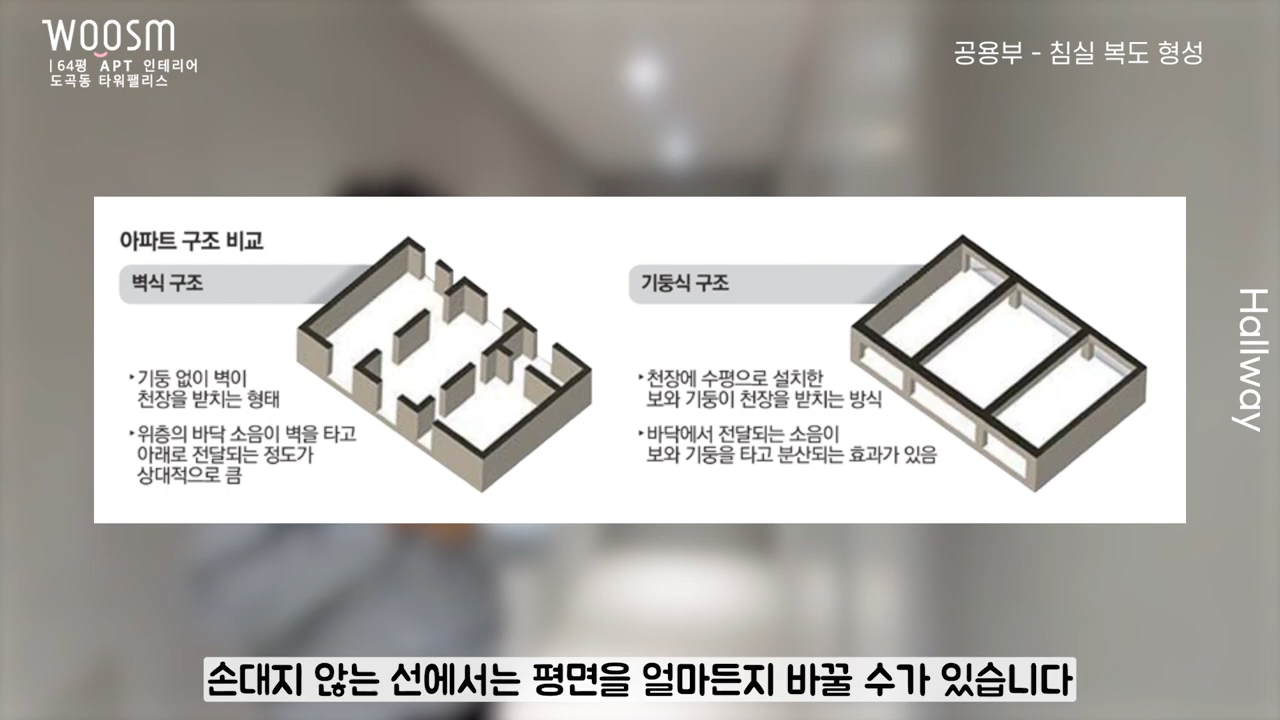 WOOSM
| 64평 APT 인테리어
도곡동 타워팰리스
공용부 - 침실 복도 형성
아파트 구조 비교
벽식 구조
‣기둥 없이 벽이
천장을 받치는 형태
‣위층의 바닥 소음이 벽을 타고
아래로 전달되는 정도가
상대적으로 큼
기둥식 구조
‣천장에 수평으로 설치한
보와 기둥이 천장을 받치는 방식
‣바닥에서 전달되는 소음이
보와 기둥을 타고 분산되는 효과가 있음
Hallway
손대지 않는 선에서는 평면을 얼마든지 바꿀 수가 있습니다